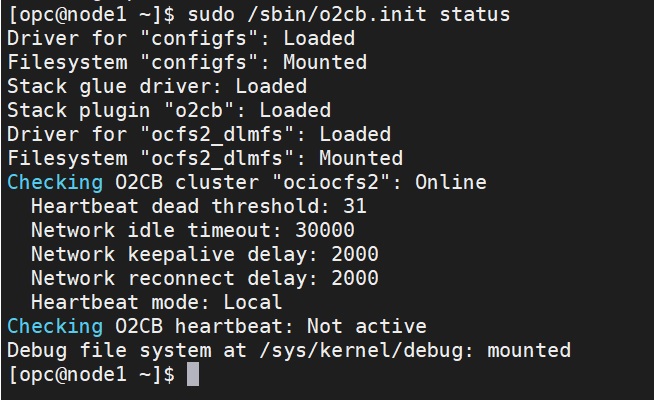 [opc@node1 ~]$ sudo /sbin/o2cb.init status
Driver for "configfs": Loaded
Filesystem "configfs": Mounted
Stack glue driver: Loaded
Stack plugin "o2cb": Loaded
Driver for "ocfs2_dlmfs": Loaded
Filesystem "ocfs2_dlmfs": Mounted
Checking O2CB cluster "ociocfs2": Online
  Heartbeat dead threshold: 31
  Network idle timeout: 30000
  Network keepalive delay: 2000
  Network reconnect delay: 2000
  Heartbeat mode: Local
Checking O2CB heartbeat: Not active
Debug file system at /sys/kernel/debug: mounted
[opc@node1 ~]$